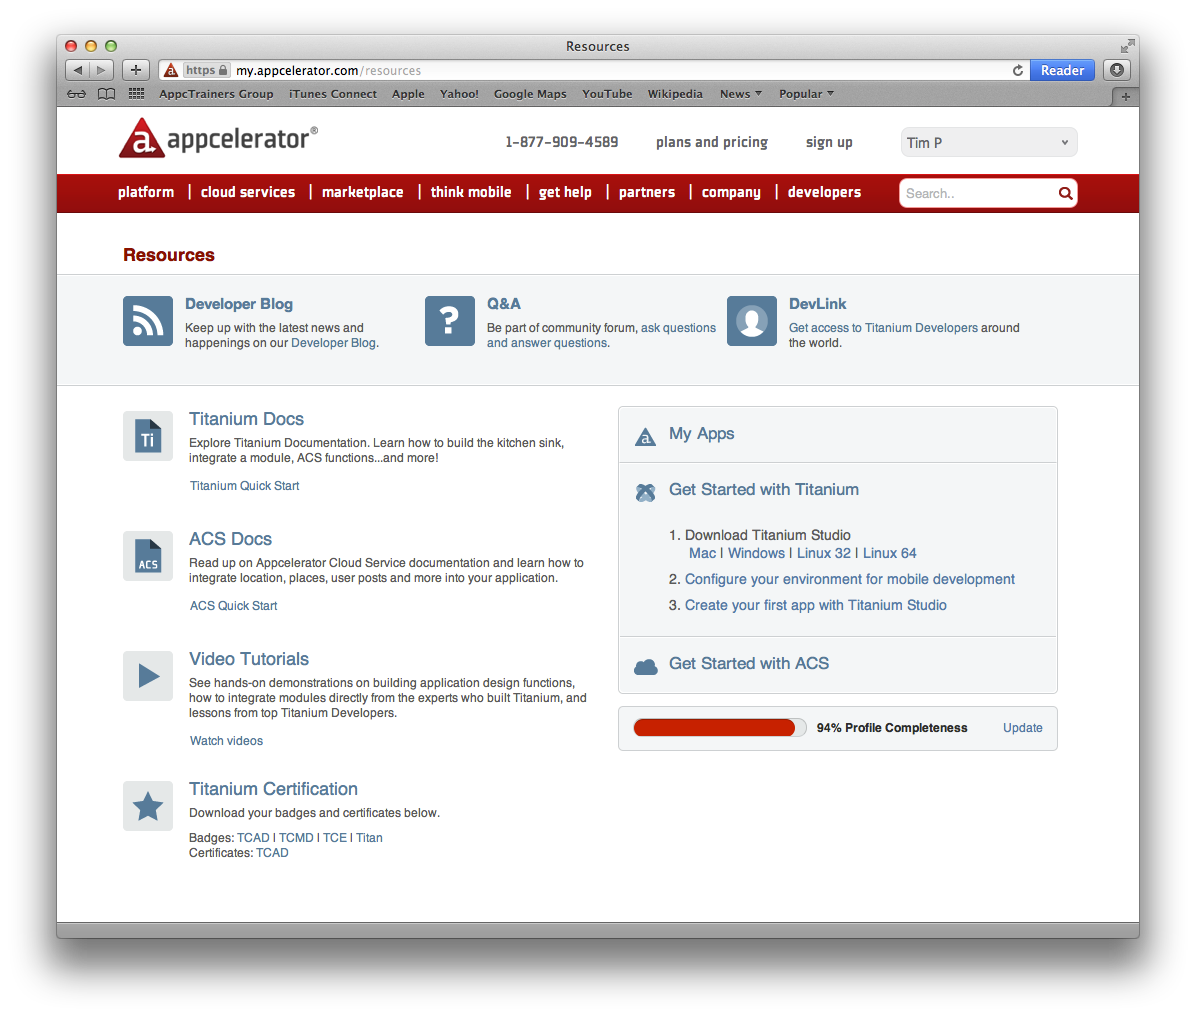 Resources
https my.appcelerator.com/resources Reader
AppcTrainers Group iTunes Connect Apple Yahoo! Google Maps YouTube Wikipedia News Popular
a appcelerator® 1-877-909-4589 plans and pricing sign up Tim P
platform | cloud services | marketplace | think mobile | get help | partners | company | developers Search..
Resources
Developer Blog
Keep up with the latest news and
happenings on our Developer Blog.
?
Q&A
Be part of community forum, ask questions
and answer questions.
DevLink
Get access to Titanium Developers around
the world.
Ti
Titanium Docs
Explore Titanium Documentation. Learn how to build the kitchen sink,
integrate a module, ACS functions...and more!
Titanium Quick Start
ACS
ACS Docs
Read up on Appcelerator Cloud Service documentation and learn how to
integrate location, places, user posts and more into your application.
ACS Quick Start
Video Tutorials
See hands-on demonstrations on building application design functions,
how to integrate modules directly from the experts who built Titanium, and
lessons from top Titanium Developers.
Watch videos
Titanium Certification
Download your badges and certificates below.
Badges: TCAD | TCMD | TCE | Titan
Certificates: TCAD
a My Apps
Get Started with Titanium
1. Download Titanium Studio
Mac | Windows | Linux 32 | Linux 64
2. Configure your environment for mobile development
3. Create your first app with Titanium Studio
Get Started with ACS
94% Profile Completeness Update